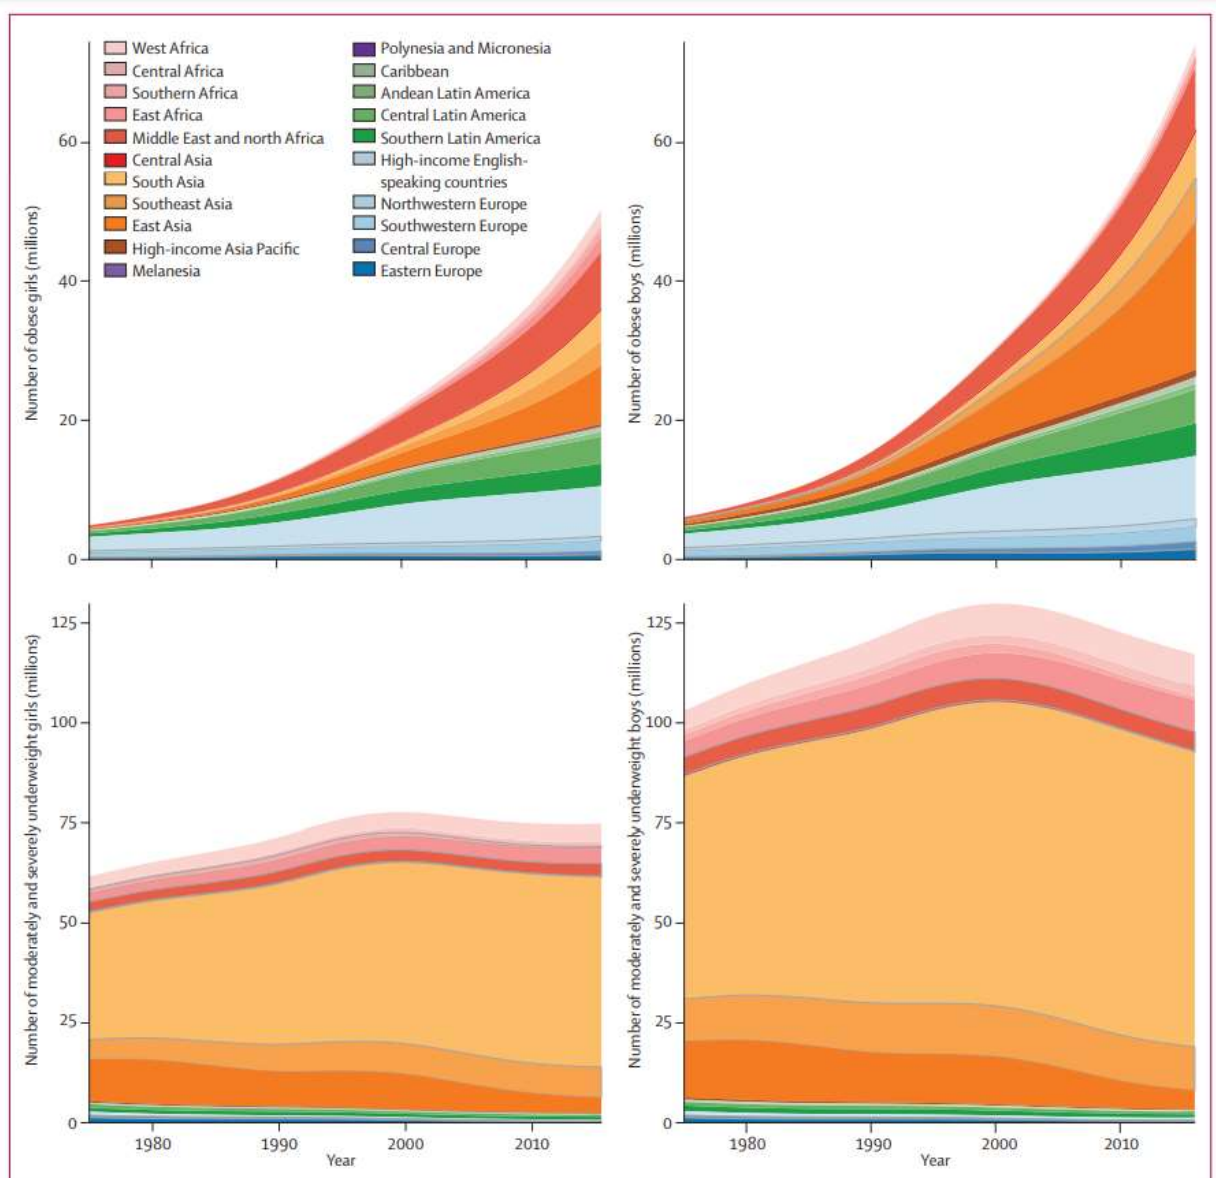 West Africa
Central Africa
Southern Africa
East Africa
Middle East and north Africa
Central Asia
South Asia
Southeast Asia
East Asia
High-income Asia Pacific
Melanesia
Polynesia and Micronesia
Caribbean
Andean Latin America
Central Latin America
Southern Latin America
High-income English-
speaking countries
Northwestern Europe
Southwestern Europe
Central Europe
Eastern Europe
Number of obese girls (millions)
60
40
20
0
Number of obese boys (millions)
60
40
20
0
Number of moderately and severely underweight girls (millions)
125
100
75
50
25
0
1980
1990
2000
2010
Year
Number of moderately and severely underweight boys (millions)
125
100
75
50
25
0
1980
1990
2000
2010
Year